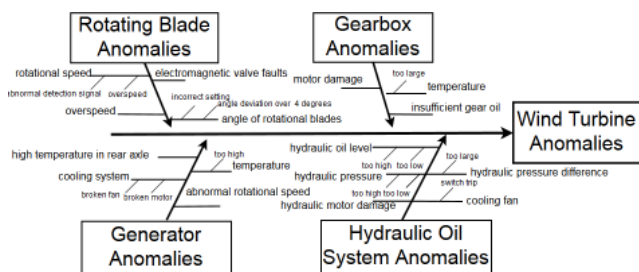 Rotating Blade
Anomalies
Gearbox
Anomalies
rotational speed
electromagnetic valve faults
abnormal detection signal
overspeed
overspeed
incorrect setting
angle deviation over 4 degrees
angle of rotational blades
motor damage
too large
temperature
insufficient gear oil
Wind Turbine
Anomalies
high temperature in rear axle
too high
temperature
cooling system
broken fan
broken motor
abnormal rotational speed
hydraulic oil level
too high
too low
too large
hydraulic pressure
hydraulic pressure difference
too high
too low
switch trip
hydraulic motor damage
cooling fan
Generator
Anomalies
Hydraulic Oil
System Anomalies